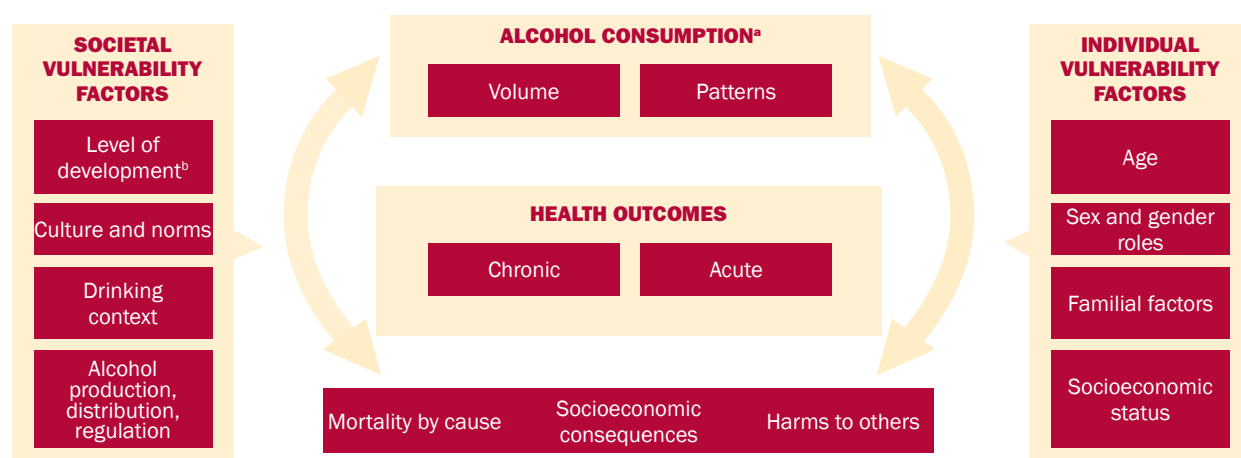 SOCIETAL
VULNERABILITY
FACTORS
Level of
developmentᵇ
Culture and norms
Drinking
context
Alcohol
production,
distribution,
regulation
ALCOHOL CONSUMPTIONᵃ
Volume
Patterns
HEALTH OUTCOMES
Chronic
Acute
Mortality by cause
Socioeconomic
consequences
Harms to others
INDIVIDUAL
VULNERABILITY
FACTORS
Age
Sex and gender
roles
Familial factors
Socioeconomic
status